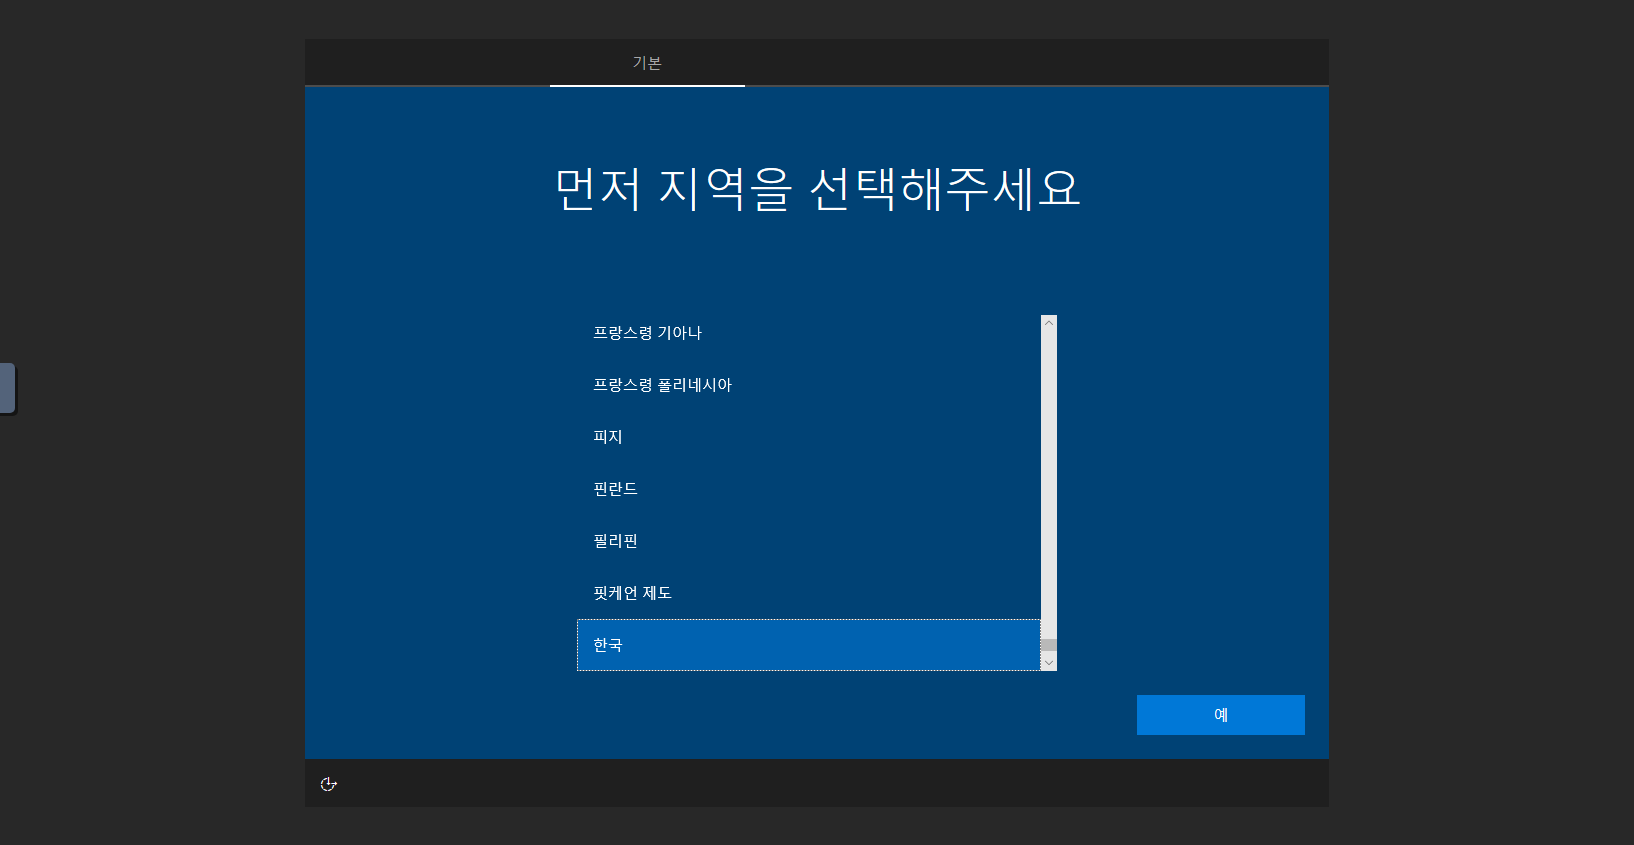 기본
먼저 지역을 선택해주세요
프랑스령 기아나
프랑스령 폴리네시아
피지
핀란드
필리핀
핏케언 제도
한국
예